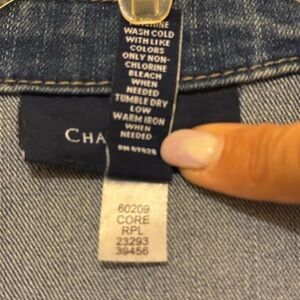 MACHINE
WASH COLD
WITH LIKE
COLORS
ONLY NON-
CHLORINE
BLEACH
WHEN
NEEDED
TUMBLE DRY
LOW
WARM IRON
WHEN
NEEDED
CHA
60209
CORE
RPL
23293
39456